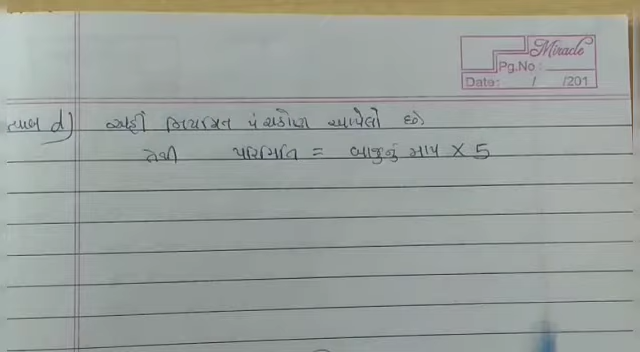 Miracle
Pg.No :
Date: / /201
જવાબ d) અહીં નિયમિત પંચકોણ આપેલો છે.
તેથી પરિમિતિ = બાજુનું માપ × 5